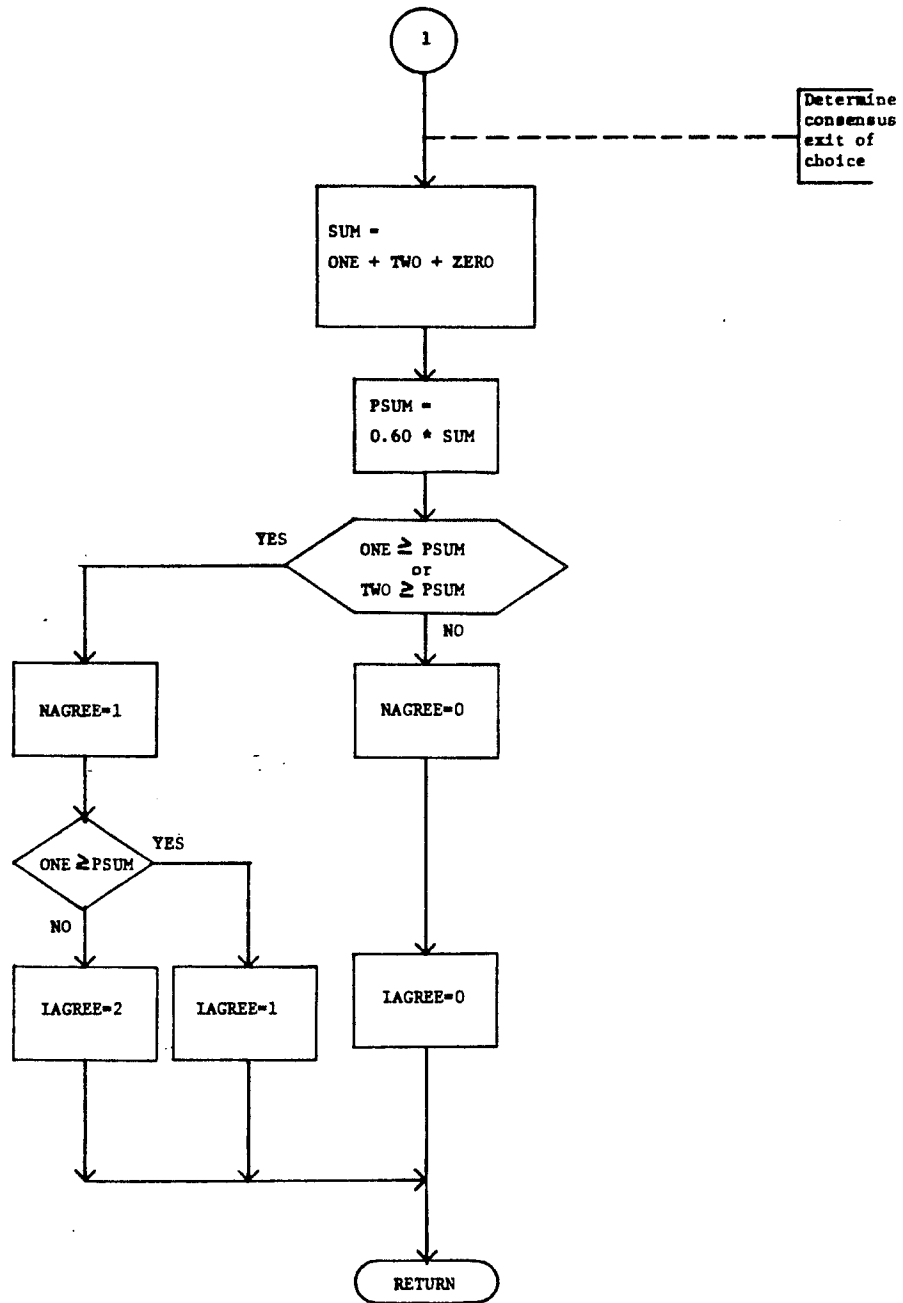 1
Determine
consensus
exit of
choice
SUM =
ONE + TWO + ZERO
PSUM =
0.60 * SUM
YES
ONE ≥ PSUM
or
TWO ≥ PSUM
NO
NAGREE=1
NAGREE=0
ONE ≥ PSUM
YES
NO
IAGREE=2
IAGREE=1
IAGREE=0
RETURN